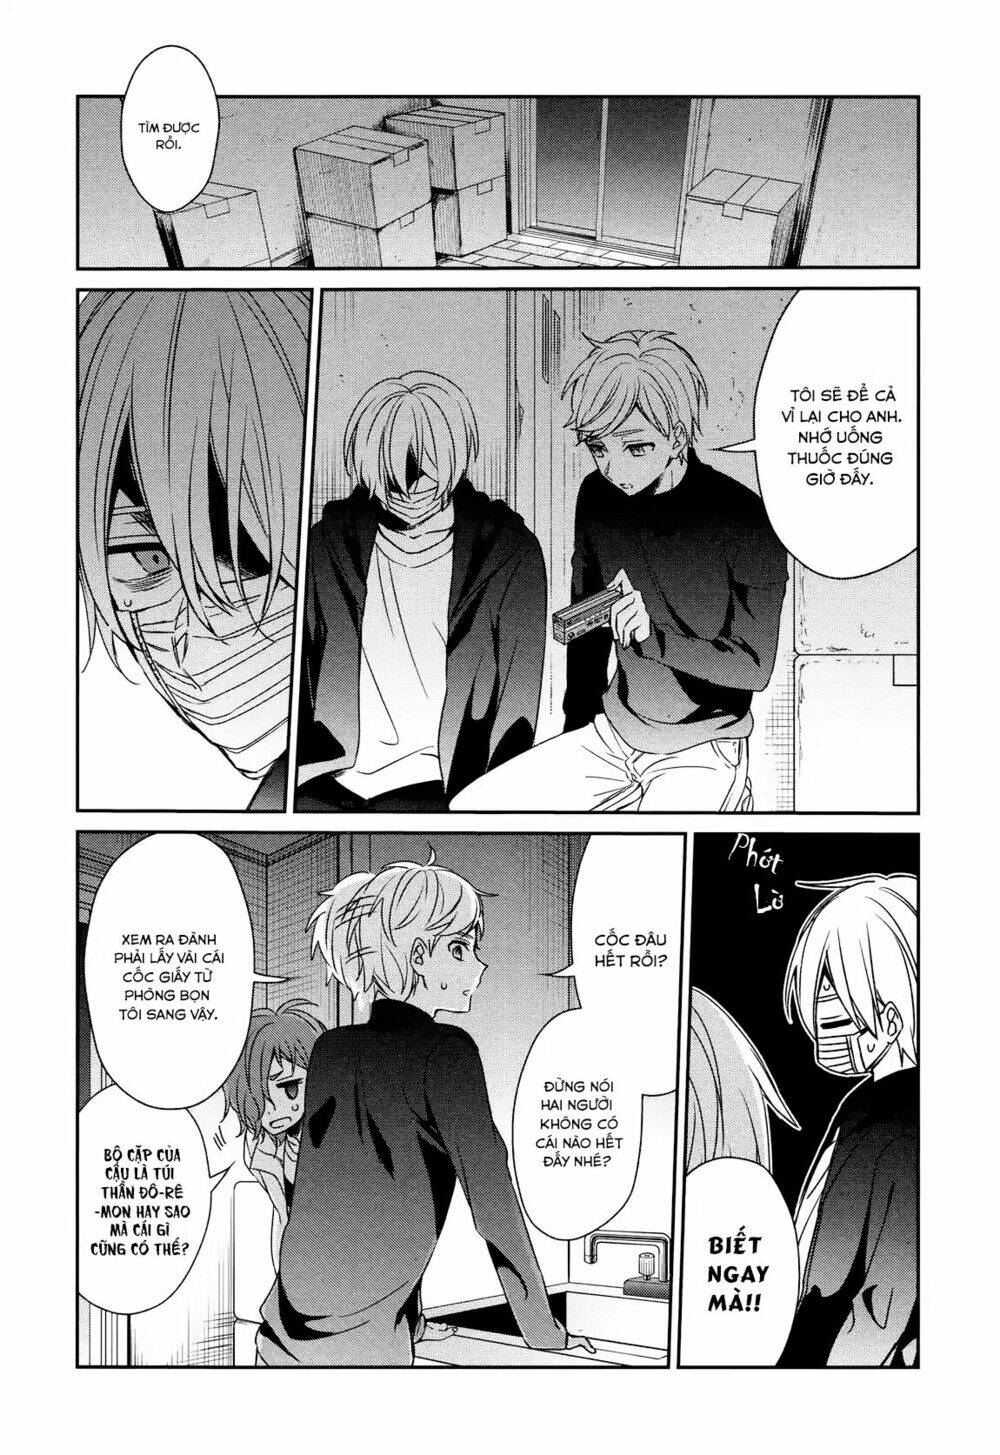 TÌM ĐƯỢC
RỒI.
TÔI SẼ ĐỂ CẢ
VỈ LẠI CHO ANH.
NHỚ UỐNG
THUỐC ĐÚNG
GIỜ ĐẤY.
Phớt
Lờ
BIẾT
NGAY
MÀ!!
CỐC ĐÂU
HẾT RỒI?
ĐỪNG NÓI
HAI NGƯỜI
KHÔNG CÓ
CÁI NÀO HẾT
ĐẤY NHÉ?
XEM RA ĐÀNH
PHẢI LẤY VÀI CÁI
CỐC GIẤY TỪ
PHÒNG BỌN
TÔI SANG VẬY.
BỘ CẶP CỦA
CẬU LÀ TÚI
THẦN ĐÔ-RÊ
-MON HAY SAO
MÀ CÁI GÌ
CŨNG CÓ THẾ?